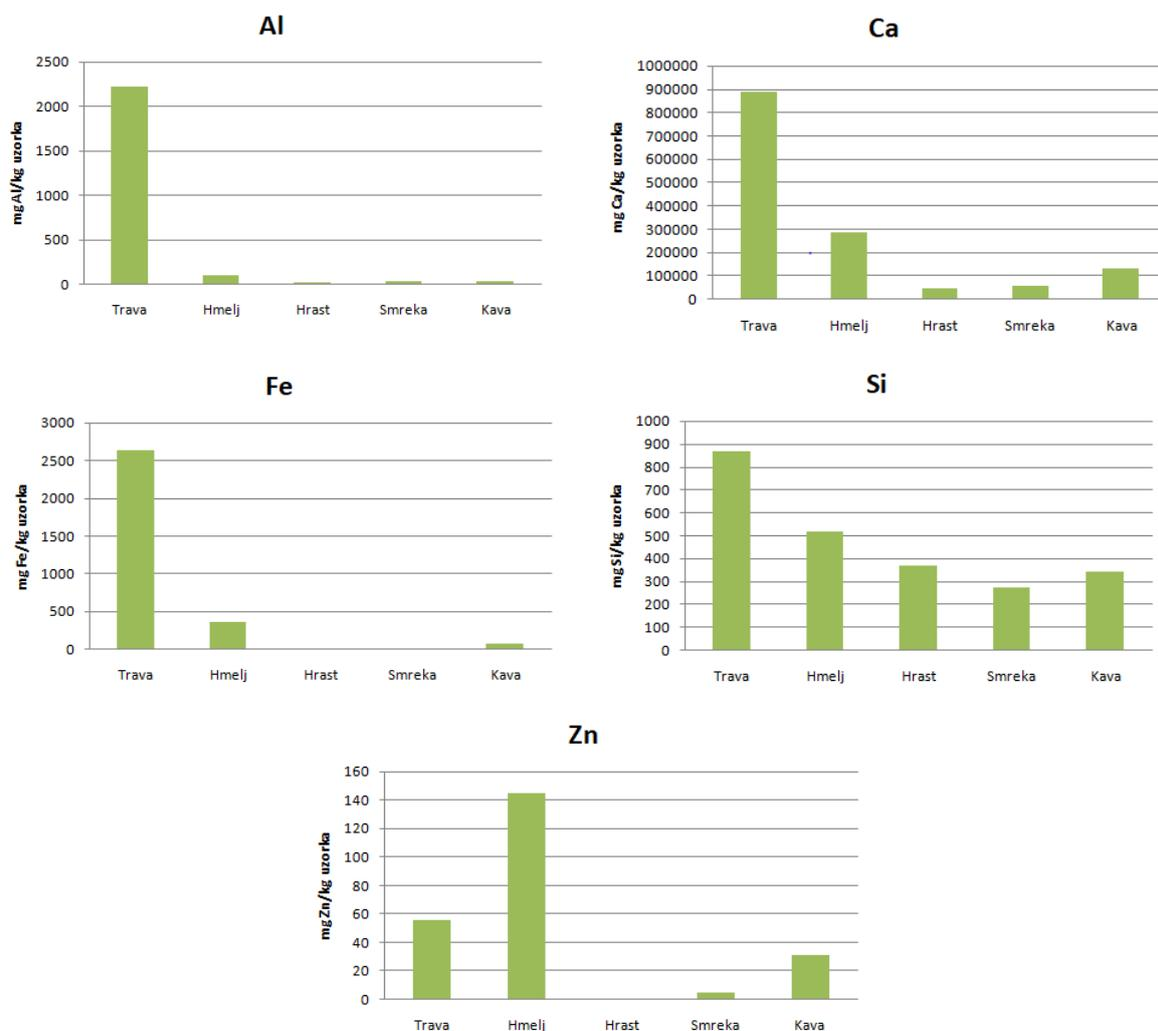 Al
mg Al/kg uzorka
2500
2000
1500
1000
500
0
Trava Hmelj Hrast Smreka Kava
Ca
mg Ca/kg uzorka
1000000
900000
800000
700000
600000
500000
400000
300000
200000
100000
0
Trava Hmelj Hrast Smreka Kava
Fe
mg Fe/kg uzorka
3000
2500
2000
1500
1000
500
0
Trava Hmelj Hrast Smreka Kava
Si
mg Si/kg uzorka
1000
900
800
700
600
500
400
300
200
100
0
Trava Hmelj Hrast Smreka Kava
Zn
mg Zn/kg uzorka
160
140
120
100
80
60
40
20
0
Trava Hmelj Hrast Smreka Kava